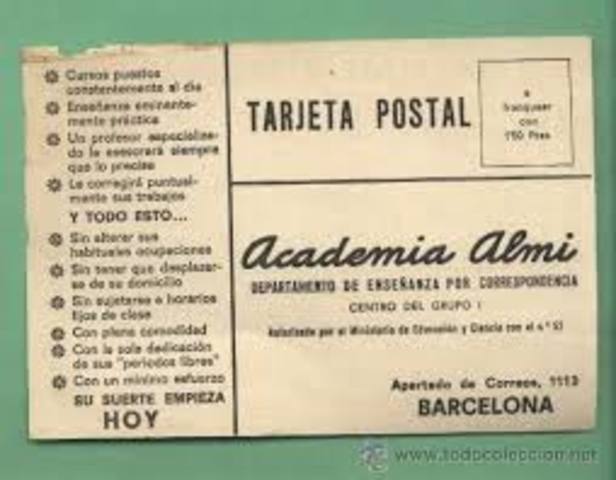 Cursos puestos
constantemente al día
Enseñanza eminente-
mente práctica
Un profesor especializa-
do le asesorará siempre
que lo precise
Le corregirá puntual-
mente sus trabajos
Y TODO ESTO...
Sin alterar sus
habituales ocupaciones
Sin tener que desplazar-
se de su domicilio
Sin sujetarse a horarios
fijos de clase
Con plena comodidad
Con la sola dedicación
de sus "periodos libres"
Con un mínimo esfuerzo
SU SUERTE EMPIEZA
HOY
TARJETA POSTAL
a
franquear
con
Ptas
Academia Almi
DEPARTAMENTO DE ENSEÑANZA POR CORRESPONDENCIA
CENTRO DEL GRUPO I
Autorizado por el Ministerio de Educación y Ciencia con el n.º
Apartado de Correos, 1113
BARCELONA
www.todocoleccion.net